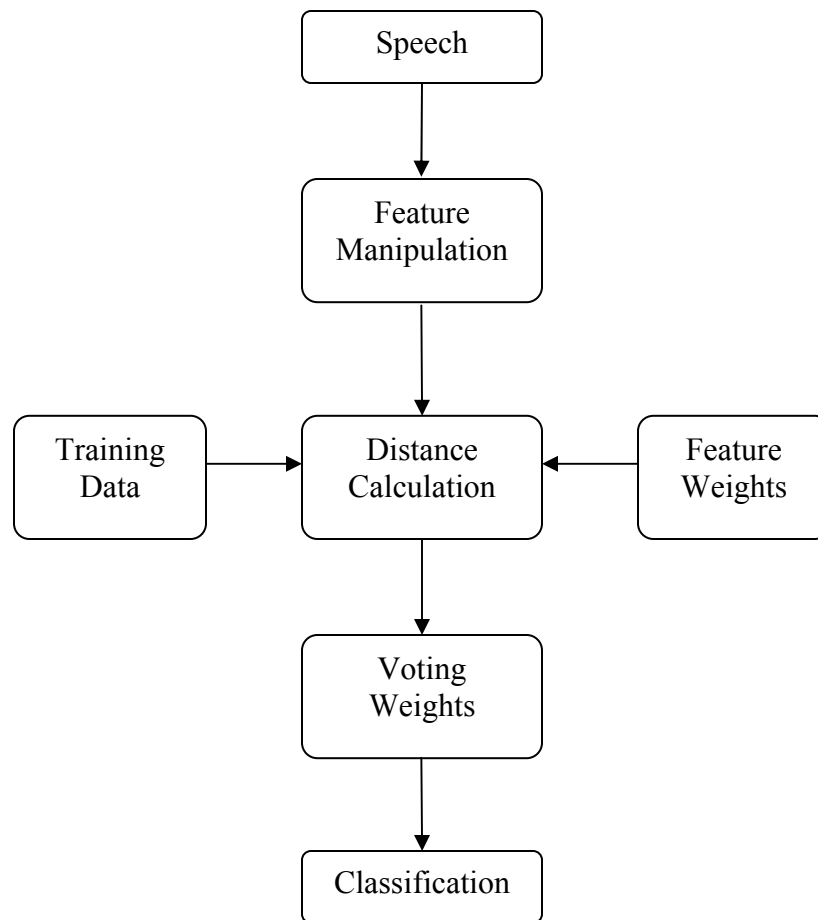 Speech
Feature
Manipulation
Training
Data
Distance
Calculation
Feature
Weights
Voting
Weights
Classification